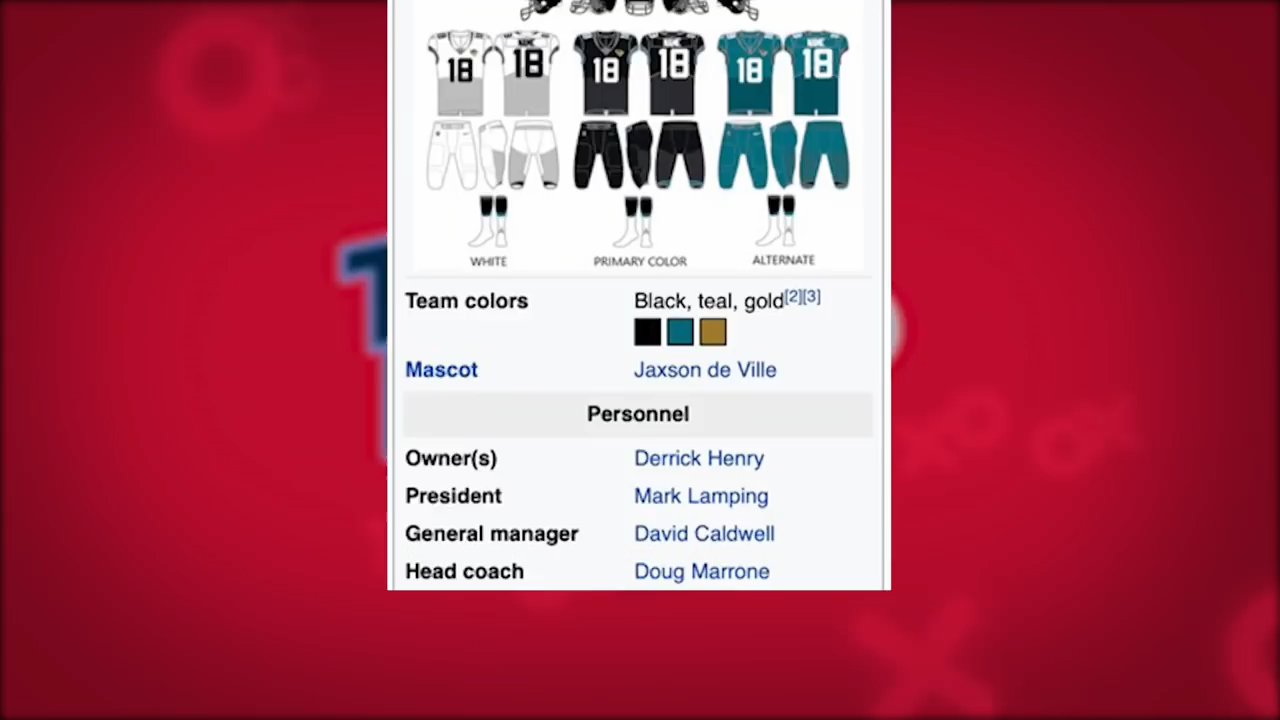 18 18 18 18 18 18
WHITE PRIMARY COLOR ALTERNATE
Team colors Black, teal, gold[2][3]
Mascot Jaxson de Ville
Personnel
Owner(s) Derrick Henry
President Mark Lamping
General manager David Caldwell
Head coach Doug Marrone